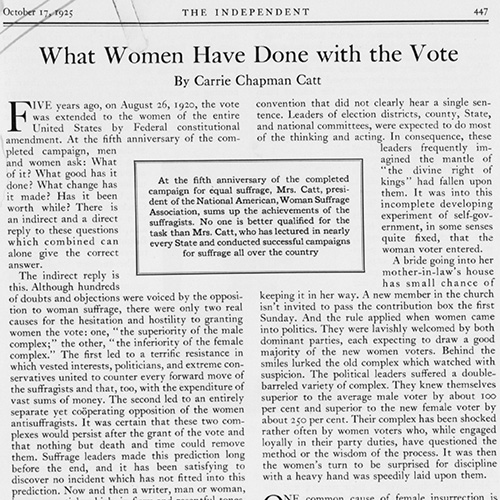 October 17, 1925
THE INDEPENDENT
447
What Women Have Done with the Vote
By Carrie Chapman Catt
FIVE years ago, on August 26, 1920, the vote
was extended to the women of the entire
United States by Federal constitutional
amendment. At the fifth anniversary of the com-
pleted campaign, men
and women ask: What
of it? What good has it
done? What change has
it made? Has it been
worth while? There is
an indirect and a direct
reply to these questions
which combined can
alone give the correct
answer.
The indirect reply is
this. Although hundreds
of doubts and objections were voiced by the opposi-
tion to woman suffrage, there were only two real
causes for the hesitation and hostility to granting
women the vote: one, "the superiority of the male
complex;" the other, "the inferiority of the female
complex." The first led to a terrific resistance in
which vested interests, politicians, and extreme con-
servatives united to counter every forward move of
the suffragists and that, too, with the expenditure of
vast sums of money. The second led to an entirely
separate yet coöperating opposition of the women
antisuffragists. It was certain that these two com-
plexes would persist after the grant of the vote and
that nothing but death and time could remove
them. Suffrage leaders made this prediction long
before the end, and it has been satisfying to
discover no incident which has not fitted into this
prediction. Now and then a writer, man or woman,
At the fifth anniversary of the completed
campaign for equal suffrage, Mrs. Catt, presi-
dent of the National American, Woman Suffrage
Association, sums up the achievements of the
suffragists. No one is better qualified for the
task than Mrs. Catt, who has lectured in nearly
every State and conducted successful campaigns
for suffrage all over the country
convention that did not clearly hear a single sen-
tence. Leaders of election districts, county, State,
and national committees, were expected to do most
of the thinking and acting. In consequence, these
leaders frequently im-
agined the mantle of
"the divine right of
kings" had fallen upon
them. It was into this
incomplete developing
experiment of self-gov-
ernment, in some senses
quite fixed, that the
woman voter entered.
A bride going into her
mother-in-law's house
has small chance of
keeping it in her way. A new member in the church
isn't invited to pass the contribution box the first
Sunday. And the rule applied when women came
into politics. They were lavishly welcomed by both
dominant parties, each expecting to draw a good
majority of the new women voters. Behind the
smiles lurked the old complex which watched with
suspicion. The political leaders suffered a double-
barreled variety of complex. They knew themselves
superior to the average male voter by about 100
per cent and superior to the new female voter by
about 250 per cent. Their complex has been shocked
rather often by women voters who, while engaged
loyally in their party duties, have questioned the
method or the wisdom of the process. It was then
the women's turn to be surprised for discipline
with a heavy hand was speedily laid upon them.
ONE common cause of female insurrection